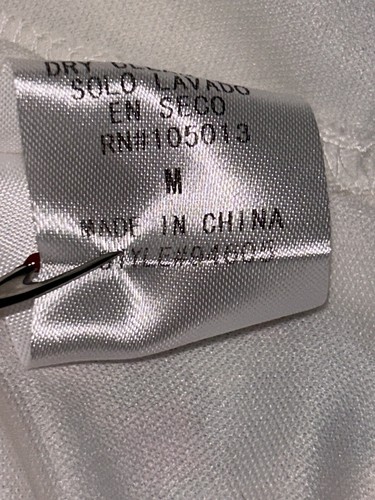 DRY
SOLO LAVADO
EN SECO
RN#105013
M
MADE IN CHINA